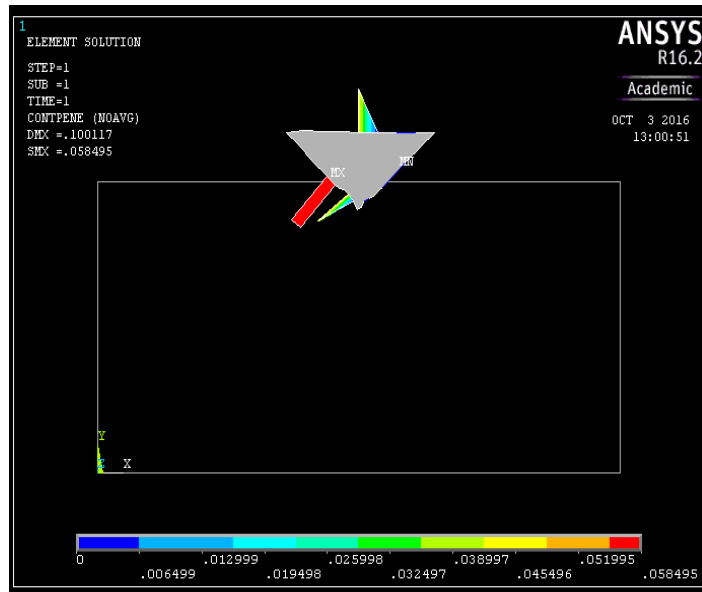 1
ELEMENT SOLUTION
STEP=1
SUB =1
TIME=1
CONTPENE (NOAVG)
DMX =.100117
SMX =.058495
ANSYS
R16.2
Academic
OCT 3 2016
13:00:51
MX
MN
Y
X
0 .012999 .025998 .038997 .051995
.006499 .019498 .032497 .045496 .058495